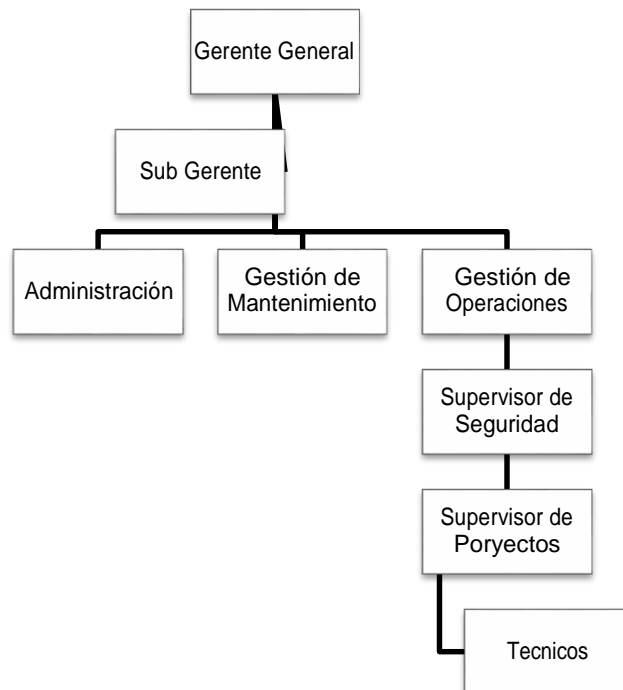 Gerente General
Sub Gerente
Administración
Gestión de
Mantenimiento
Gestión de
Operaciones
Supervisor de
Seguridad
Supervisor de
Poryectos
Tecnicos